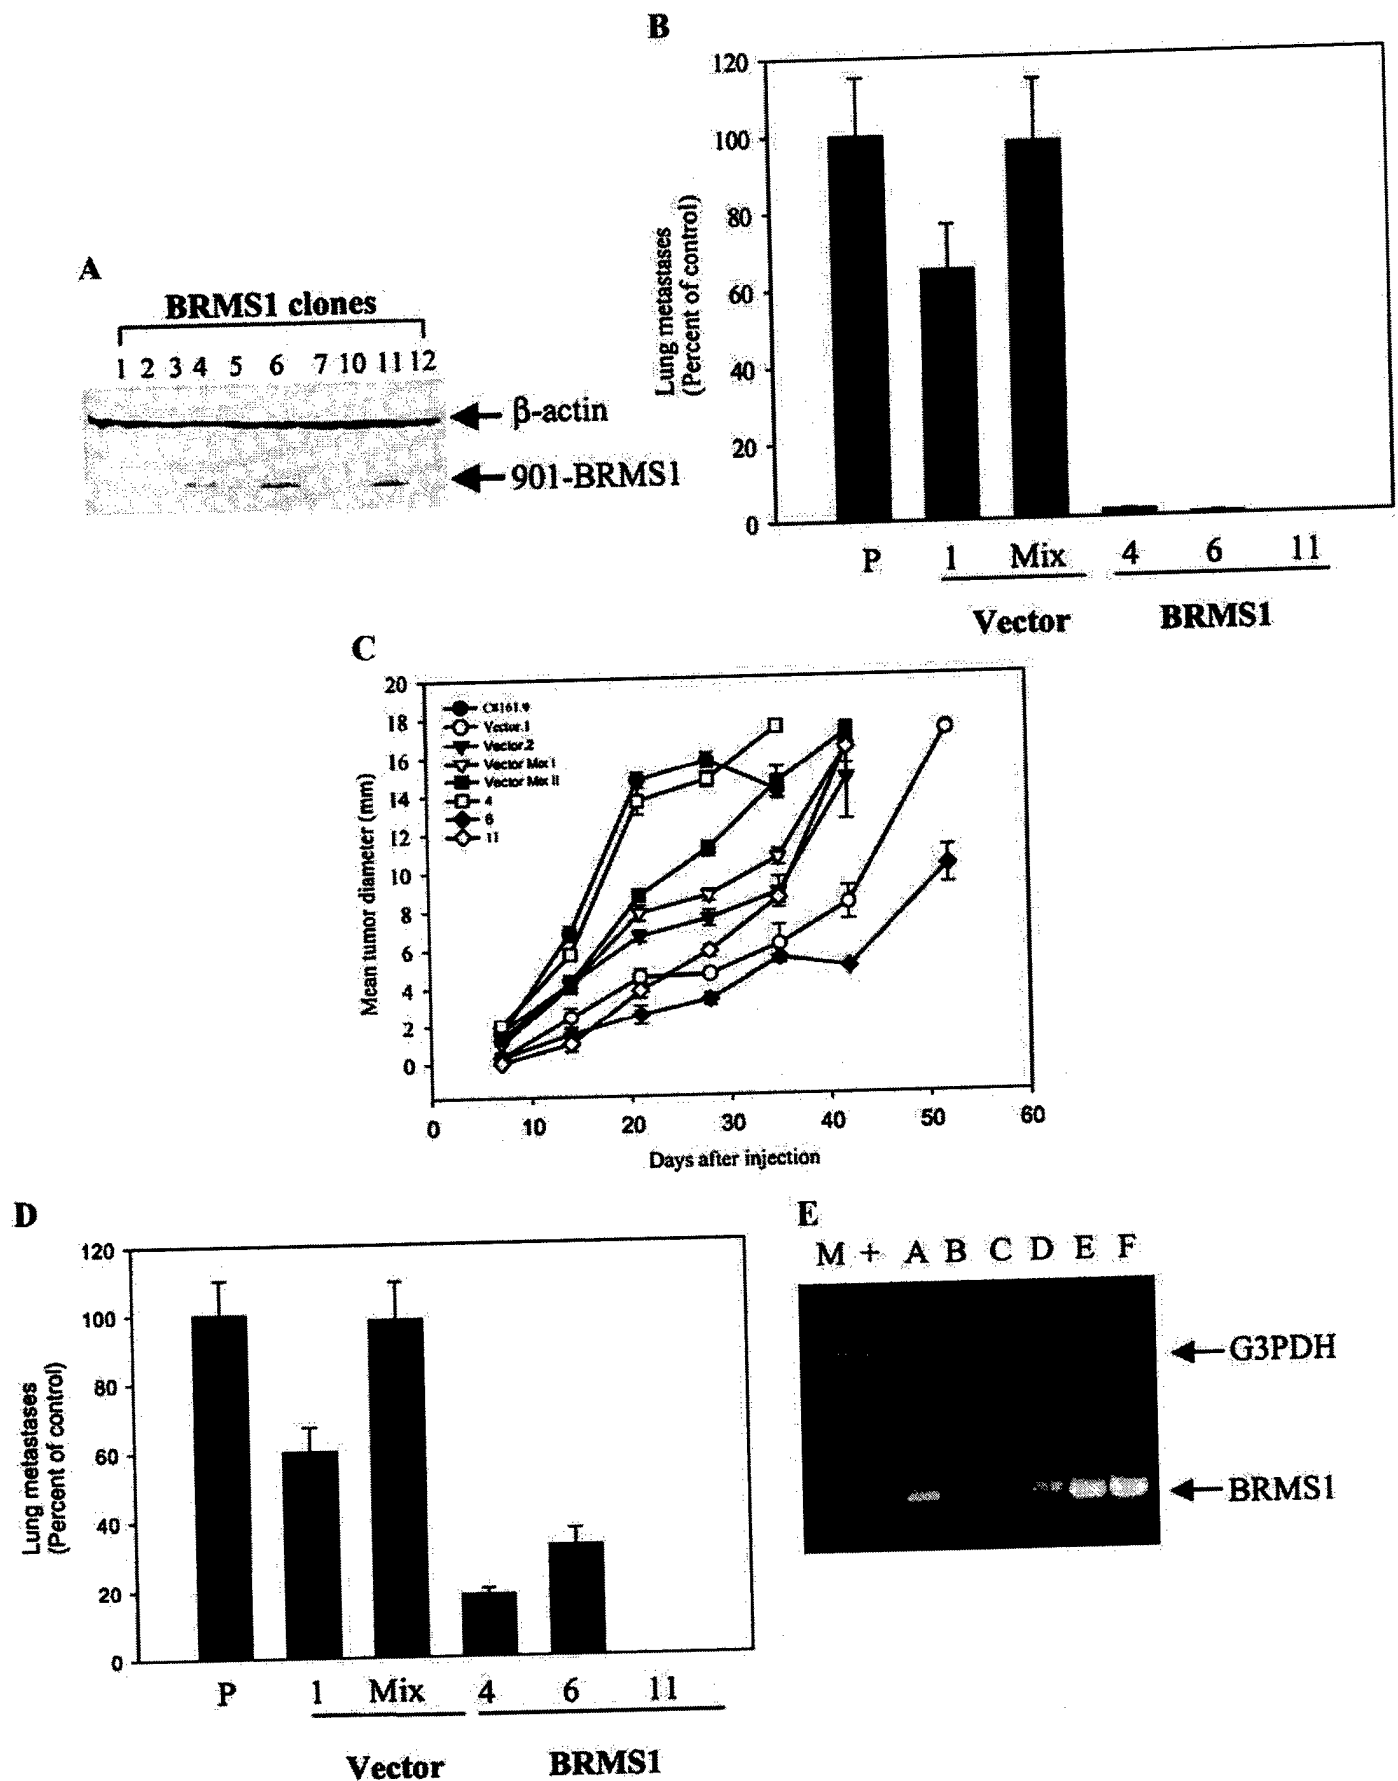 A
BRMS1 clones
1 2 3 4 5 6 7 10 11 12
β-actin
901-BRMS1
B
120
100
80
60
40
20
0
Lung metastases
(Percent of control)
P 1 Mix 4 6 11
Vector BRMS1
C
20
18
16
14
12
10
8
6
4
2
0
Mean tumor diameter (mm)
C8161.9
Vector.1
Vector.2
Vector Mix I
Vector Mix II
4
6
11
0 10 20 30 40 50 60
Days after injection
D
120
100
80
60
40
20
0
Lung metastases
(Percent of control)
P 1 Mix 4 6 11
Vector BRMS1
E
M + A B C D E F
G3PDH
BRMS1